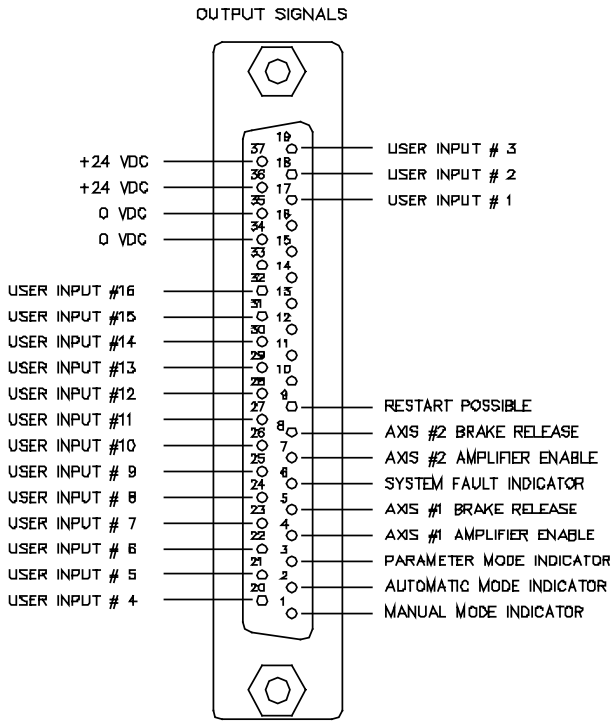 OUTPUT SIGNALS
19
37
18
36
17
35
16
34
15
33
14
32
13
31
12
30
11
29
10
28
9
27
8
26
7
25
6
24
5
23
4
22
3
21
2
20
1
+24 VDC
+24 VDC
0 VDC
0 VDC
USER INPUT #16
USER INPUT #15
USER INPUT #14
USER INPUT #13
USER INPUT #12
USER INPUT #11
USER INPUT #10
USER INPUT # 9
USER INPUT # 8
USER INPUT # 7
USER INPUT # 6
USER INPUT # 5
USER INPUT # 4
USER INPUT # 3
USER INPUT # 2
USER INPUT # 1
RESTART POSSIBLE
AXIS #2 BRAKE RELEASE
AXIS #2 AMPLIFIER ENABLE
SYSTEM FAULT INDICATOR
AXIS #1 BRAKE RELEASE
AXIS #1 AMPLIFIER ENABLE
PARAMETER MODE INDICATOR
AUTOMATIC MODE INDICATOR
MANUAL MODE INDICATOR